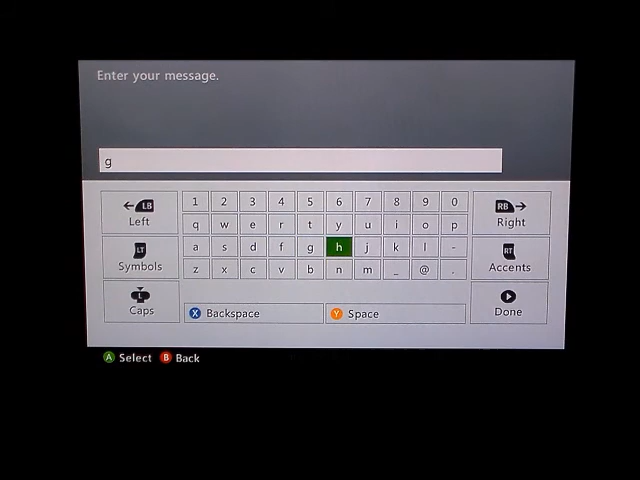 Enter your message.
g
LB
Left
1 2 3 4 5 6 7 8 9 0
RB
Right
q w e r t y u i o p
LT
Symbols
a s d f g h j k l -
RT
Accents
z x c v b n m _ @ .
L
Caps
X Backspace
Y Space
Done
A Select B Back